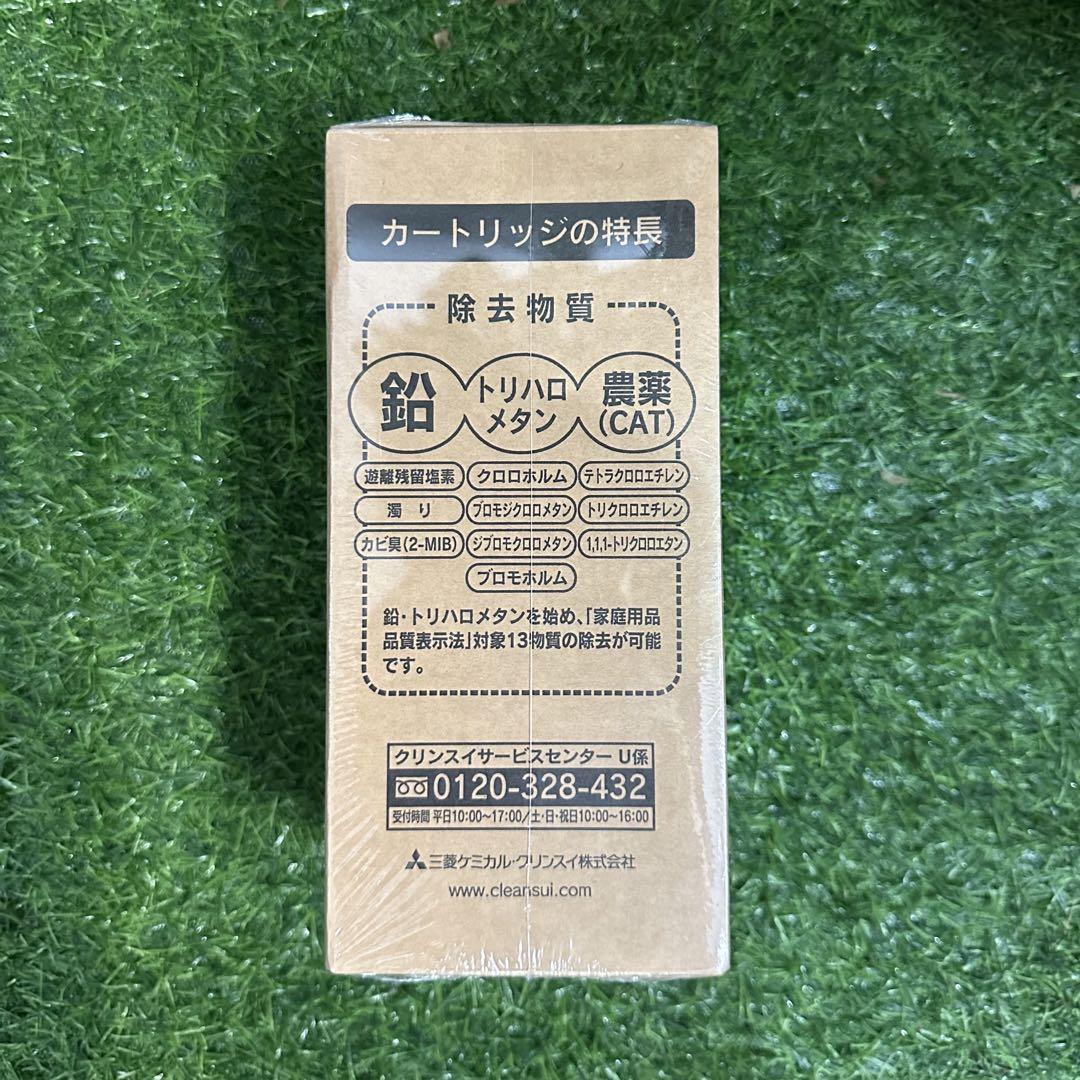 カートリッジの特長
除去物質
鉛
トリハロ
メタン
農薬
(CAT)
遊離残留塩素 クロロホルム テトラクロロエチレン
濁り ブロモジクロロメタン トリクロロエチレン
カビ臭(2-MIB) ジブロモクロロメタン 1,1,1-トリクロロエタン
ブロモホルム
鉛・トリハロメタンを始め、「家庭用品
品質表示法」対象13物質の除去が可能
です。
クリンスイサービスセンター U係
0120-328-432
受付時間 平日10:00~17:00/土・日・祝日10:00~16:00
三菱ケミカル・クリンスイ株式会社
www.cleansui.com